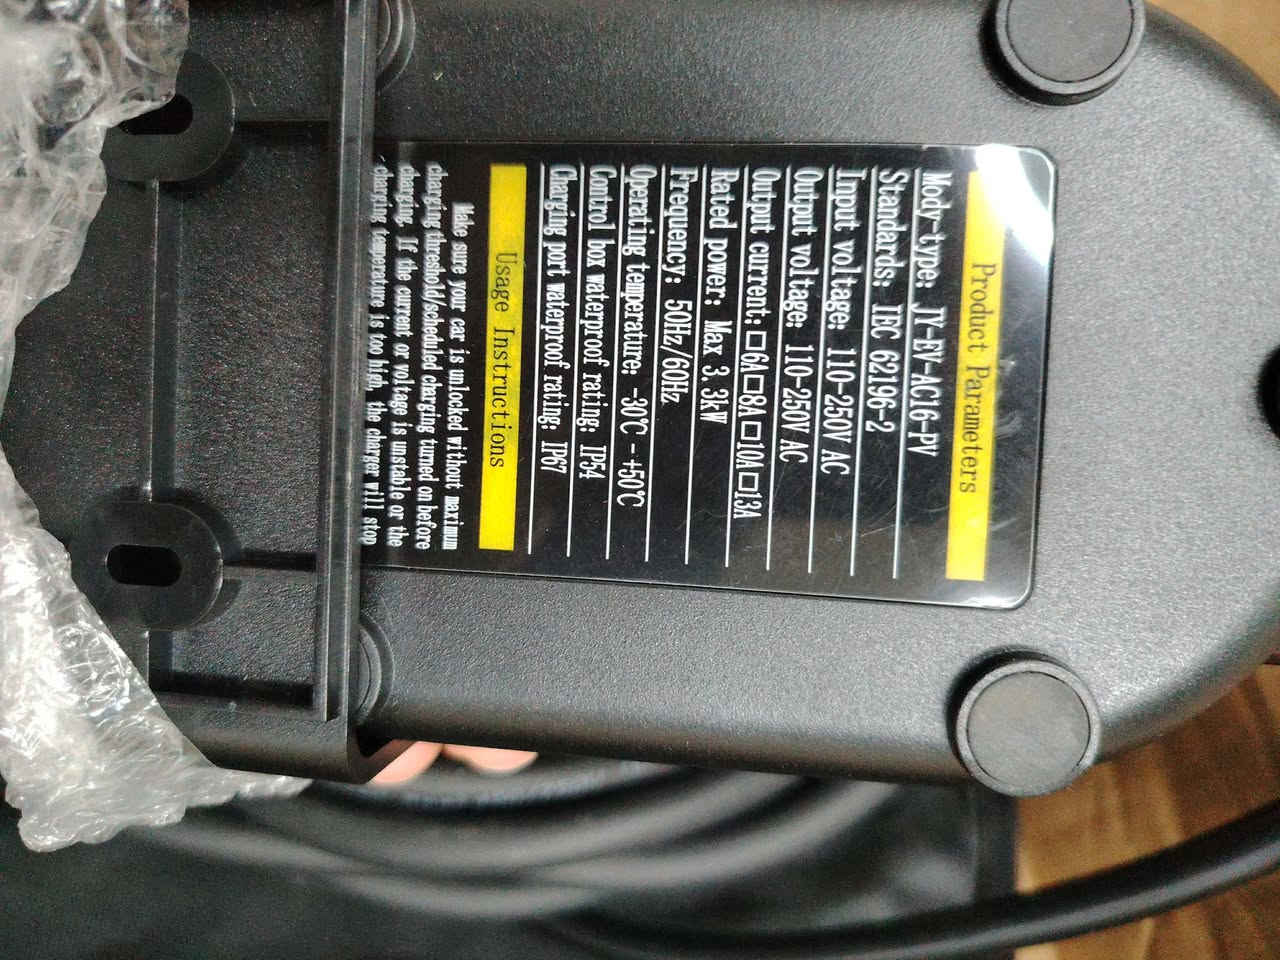 Product Parameters
Mody-type: JY-EV-AC16-PV
Standards: IEC 62196-2
Input voltage: 110-250V AC
Output voltage: 110-250V AC
Output current: □6A□8A□10A□13A
Rated power: Max 3.3kW
Frequency: 50Hz/60Hz
Operating temperature: -30℃-+50℃
Control box waterproof rating: IP54
Charging port waterproof rating: IP67
Usage Instructions
Make sure your car is unlocked without maximum
charging threshold/scheduled charging turned on before
charging. If the current or voltage is unstable or the
charging temperature is too high, the charger will stop